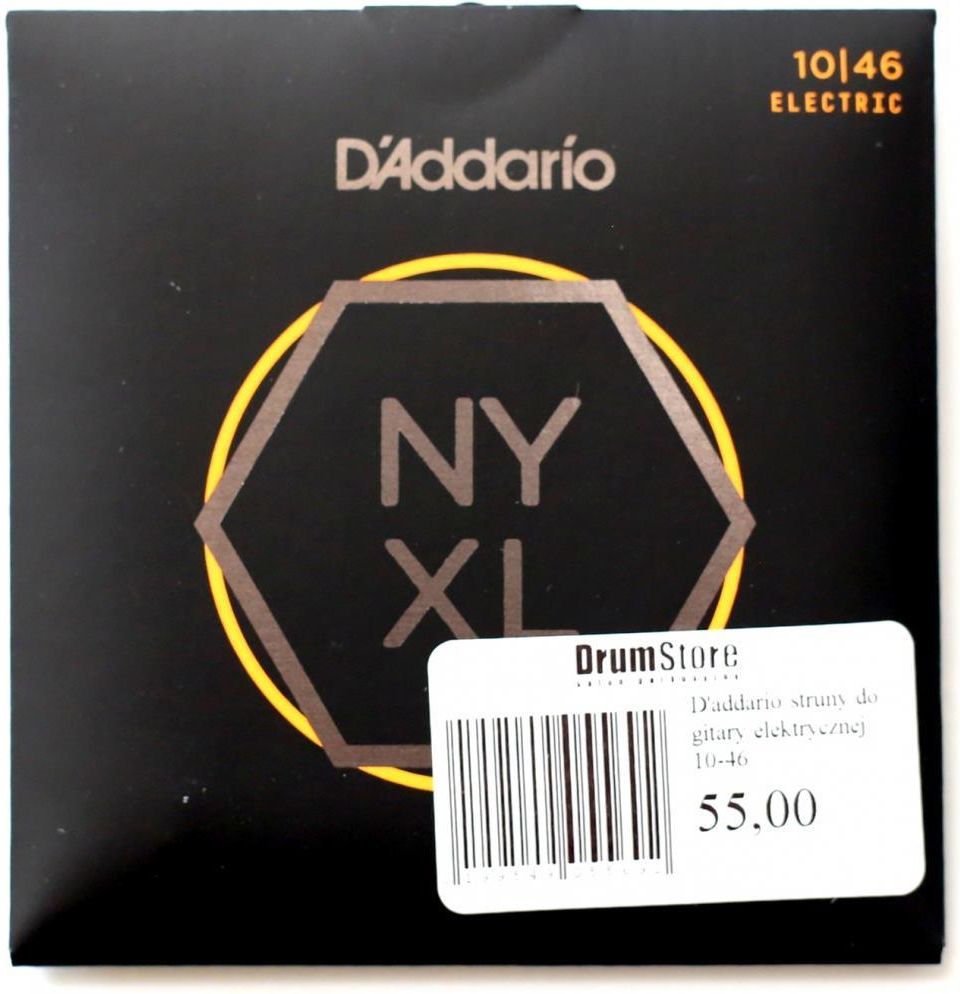 10|46
ELECTRIC
D'Addario
NY
XL
DrumStore
D'addario struny do
gitary elektrycznej
10-46
55,00